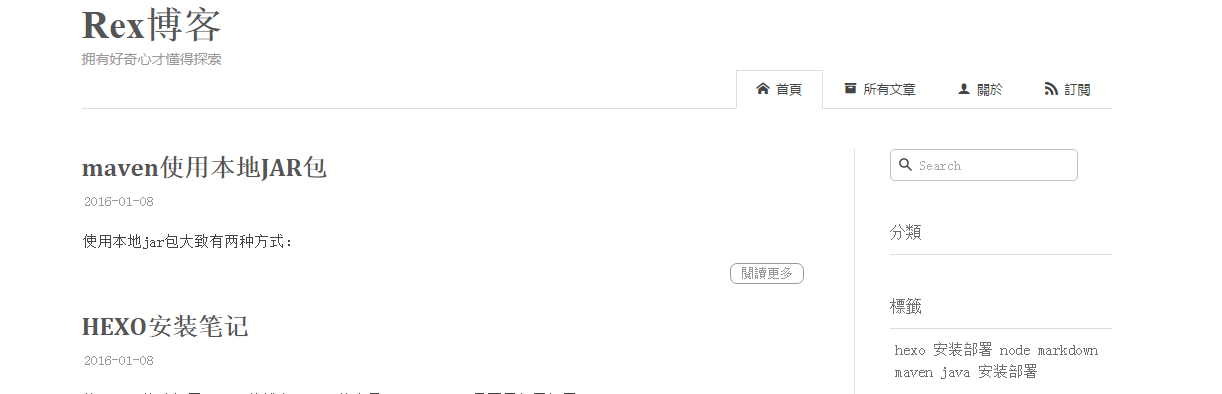 Rex博客
拥有好奇心才懂得探索
首頁 所有文章 關於 訂閱
maven使用本地JAR包
2016-01-08
使用本地jar包大致有两种方式：
閱讀更多
HEXO安装笔记
2016-01-08
Search
分類
標籤
hexo 安装部署 node markdown
maven java 安装部署